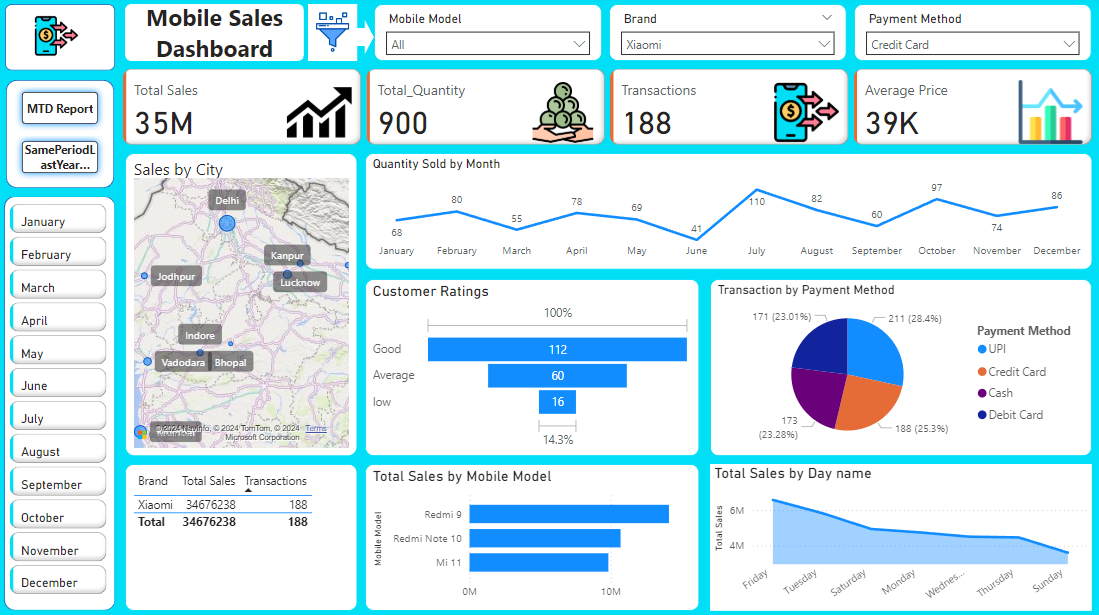 Mobile Sales
Dashboard
Mobile Model
All
Brand
Xiaomi
Payment Method
Credit Card
MTD Report
SamePeriodL
astYear...
Total Sales
35M
Total_Quantity
900
Transactions
188
Average Price
39K
January
February
March
April
May
June
July
August
September
October
November
December
Sales by City
Delhi
Kanpur
Lucknow
Jodhpur
Indore
Vadodara
Bhopal
© 2024 TomTom, © 2024
Microsoft Corporation
Terms
Quantity Sold by Month
68
80
55
78
69
41
110
82
60
97
74
86
January
February
March
April
May
June
July
August
September
October
November
December
Customer Ratings
100%
Good
112
Average
60
low
16
14.3%
Transaction by Payment Method
171 (23.01%)
211 (28.4%)
173
(23.28%)
188 (25.3%)
Payment Method
UPI
Credit Card
Cash
Debit Card
Brand Total Sales Transactions
Xiaomi 34676238 188
Total 34676238 188
Total Sales by Mobile Model
Mobile Model
Redmi 9
Redmi Note 10
Mi 11
0M
10M
Total Sales by Day name
Total Sales
6M
4M
Friday
Tuesday
Saturday
Monday
Wednes...
Thursday
Sunday